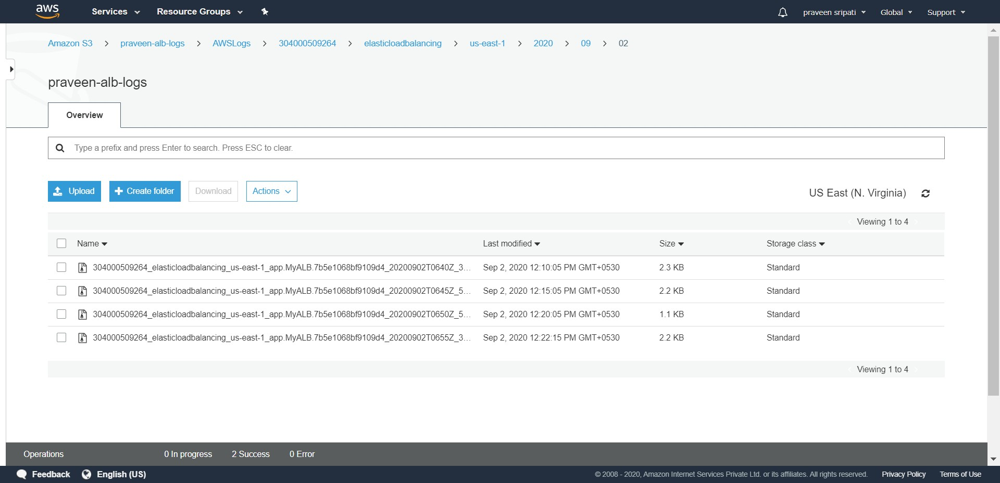 aws Services Resource Groups praveen sripati Global Support
Amazon S3 > praveen-alb-logs > AWSLogs > 304000509264 > elasticloadbalancing > us-east-1 > 2020 > 09 > 02
praveen-alb-logs
Overview
Type a prefix and press Enter to search. Press ESC to clear.
Upload Create folder Download Actions US East (N. Virginia)
Viewing 1 to 4
Name Last modified Size Storage class
304000509264_elasticloadbalancing_us-east-1_app.MyALB.7b5e1068bf9109d4_20200902T0640Z_3... Sep 2, 2020 12:10:05 PM GMT+0530 2.3 KB Standard
304000509264_elasticloadbalancing_us-east-1_app.MyALB.7b5e1068bf9109d4_20200902T0645Z_5... Sep 2, 2020 12:15:05 PM GMT+0530 2.2 KB Standard
304000509264_elasticloadbalancing_us-east-1_app.MyALB.7b5e1068bf9109d4_20200902T0650Z_5... Sep 2, 2020 12:20:05 PM GMT+0530 1.1 KB Standard
304000509264_elasticloadbalancing_us-east-1_app.MyALB.7b5e1068bf9109d4_20200902T0655Z_3... Sep 2, 2020 12:22:15 PM GMT+0530 2.2 KB Standard
Viewing 1 to 4
Operations 0 In progress 2 Success 0 Error
Feedback English (US) © 2008 - 2020, Amazon Internet Services Private Ltd. or its affiliates. All rights reserved. Privacy Policy Terms of Use